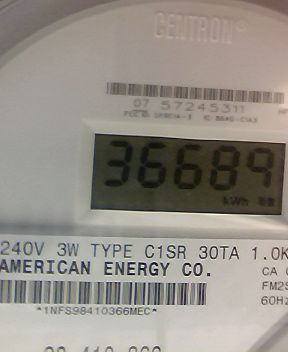 CENTRON®
07 57245311
36689
kWh
240V 3W TYPE C1SR 30TA 1.0K
AMERICAN ENERGY CO.
CA
FM2S
60Hz
*1NFS98410366MEC*